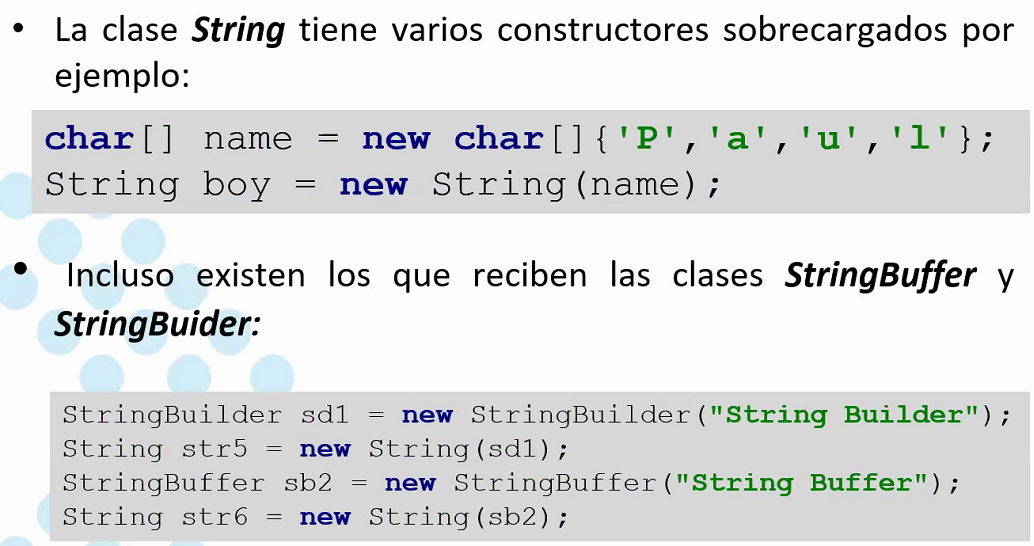 • La clase String tiene varios constructores sobrecargados por
ejemplo:
char[] name = new char[]{'P','a','u','l'};
String boy = new String(name);
• Incluso existen los que reciben las clases StringBuffer y
StringBuider:
StringBuilder sd1 = new StringBuilder("String Builder");
String str5 = new String(sd1);
StringBuffer sb2 = new StringBuffer("String Buffer");
String str6 = new String(sb2);